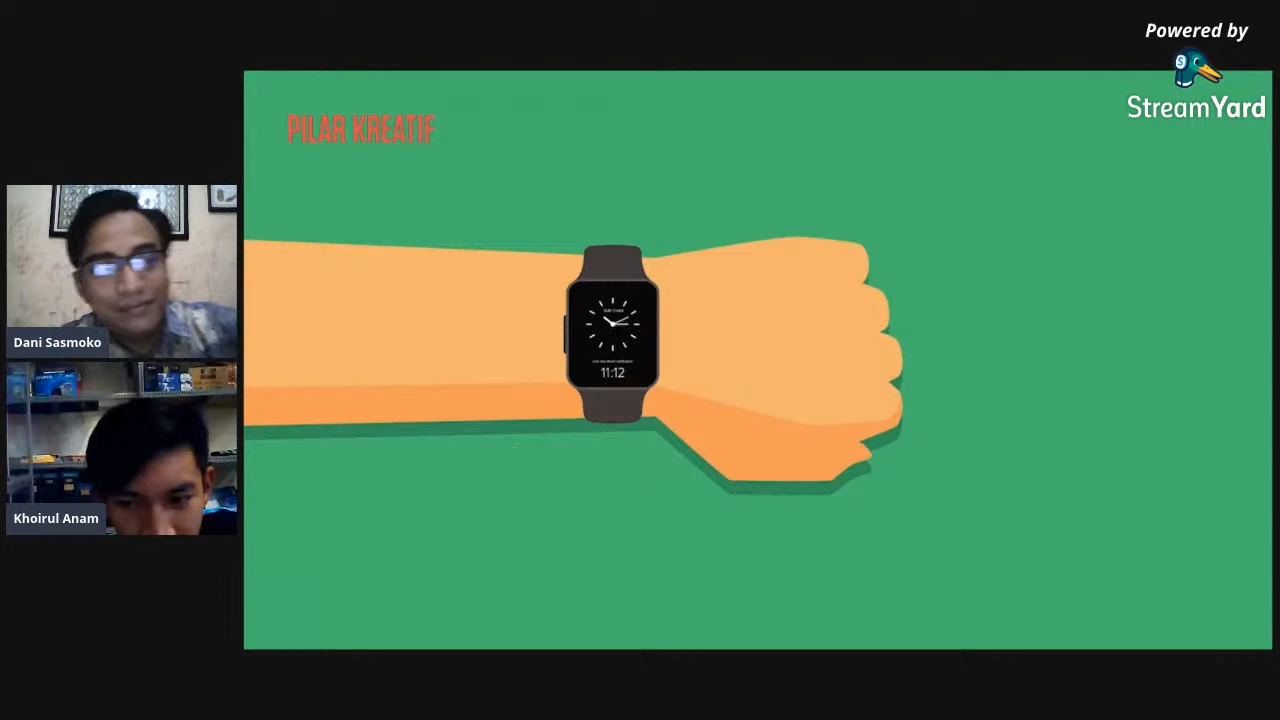 Powered by
StreamYard
PILAR KREATIF
11:12
Dani Sasmoko
Khoirul Anam